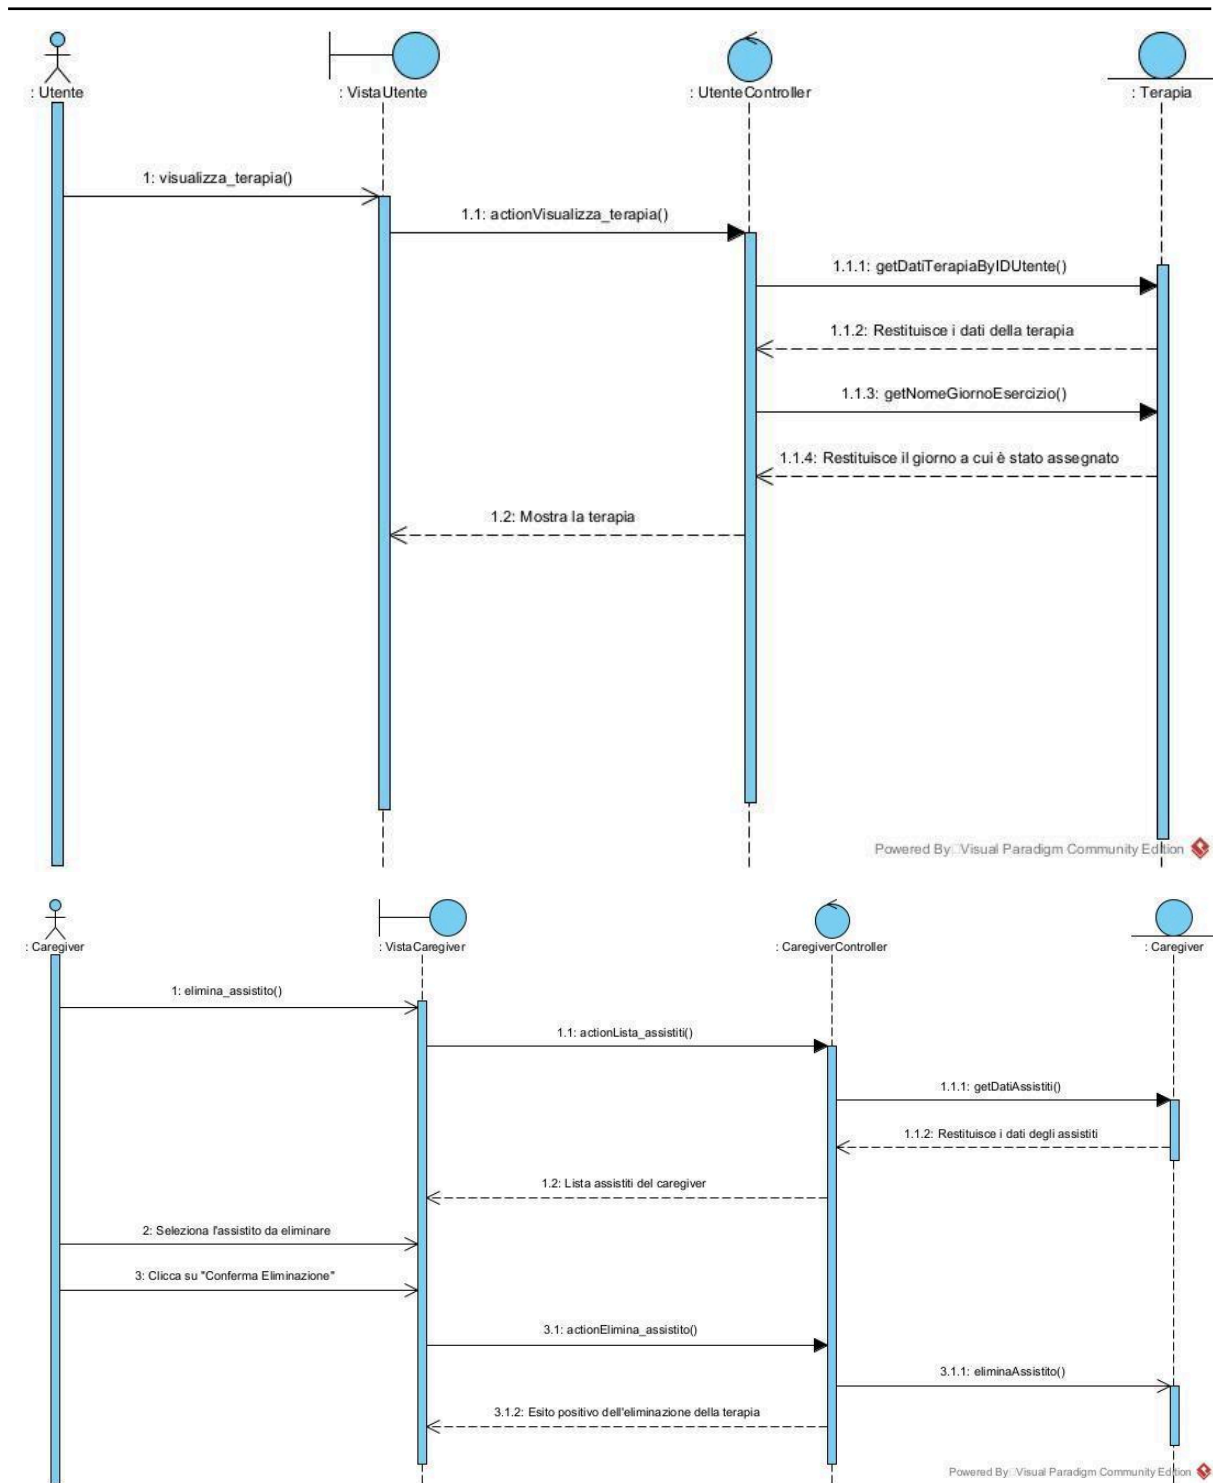 : Utente
: VistaUtente
: UtenteController
: Terapia
1: visualizza_terapia()
1.1: actionVisualizza_terapia()
1.1.1: getDatiTerapiaByIDUtente()
1.1.2: Restituisce i dati della terapia
1.1.3: getNomeGiornoEsercizio()
1.1.4: Restituisce il giorno a cui è stato assegnato
1.2: Mostra la terapia
Powered By Visual Paradigm Community Edition
: Caregiver
: VistaCaregiver
: CaregiverController
: Caregiver
1: elimina_assistito()
1.1: actionLista_assistiti()
1.1.1: getDatiAssistiti()
1.1.2: Restituisce i dati degli assistiti
1.2: Lista assistiti del caregiver
2: Seleziona l'assistito da eliminare
3: Clicca su "Conferma Eliminazione"
3.1: actionElimina_assistito()
3.1.1: eliminaAssistito()
3.1.2: Esito positivo dell'eliminazione della terapia
Powered By Visual Paradigm Community Edition